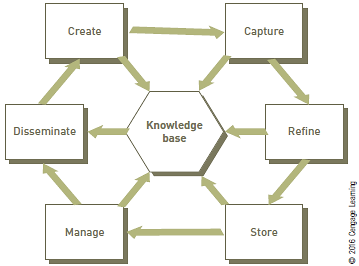 Create
Capture
Disseminate
Knowledge
base
Refine
Manage
Store
© 2016 Cengage Learning